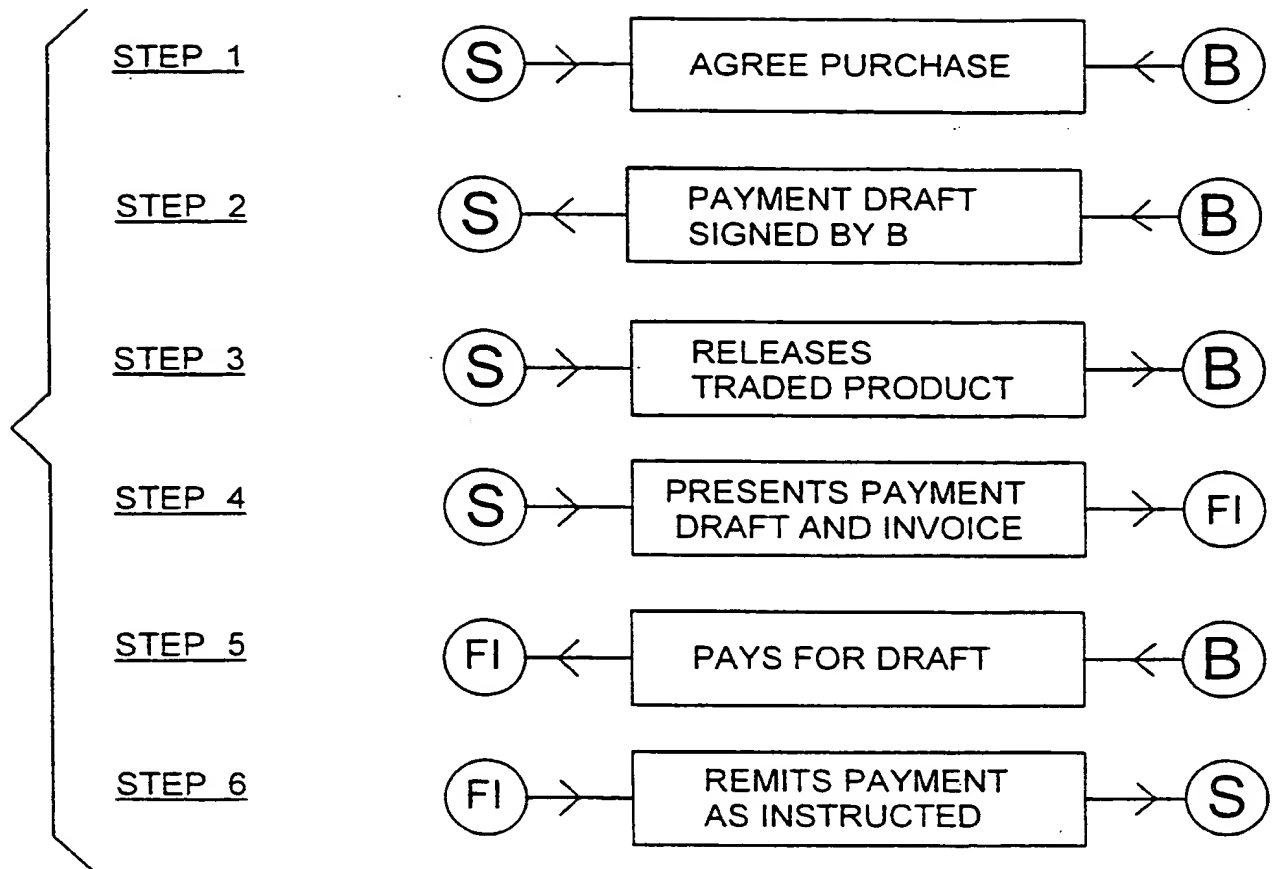 STEP 1 S AGREE PURCHASE B
STEP 2 S PAYMENT DRAFT B
SIGNED BY B
STEP 3 S RELEASES B
TRADED PRODUCT
STEP 4 S PRESENTS PAYMENT FI
DRAFT AND INVOICE
STEP 5 FI PAYS FOR DRAFT B
STEP 6 FI REMITS PAYMENT S
AS INSTRUCTED